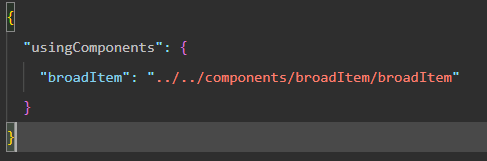 {
"usingComponents": {
"broadItem": "../../components/broadItem/broadItem"
}
}